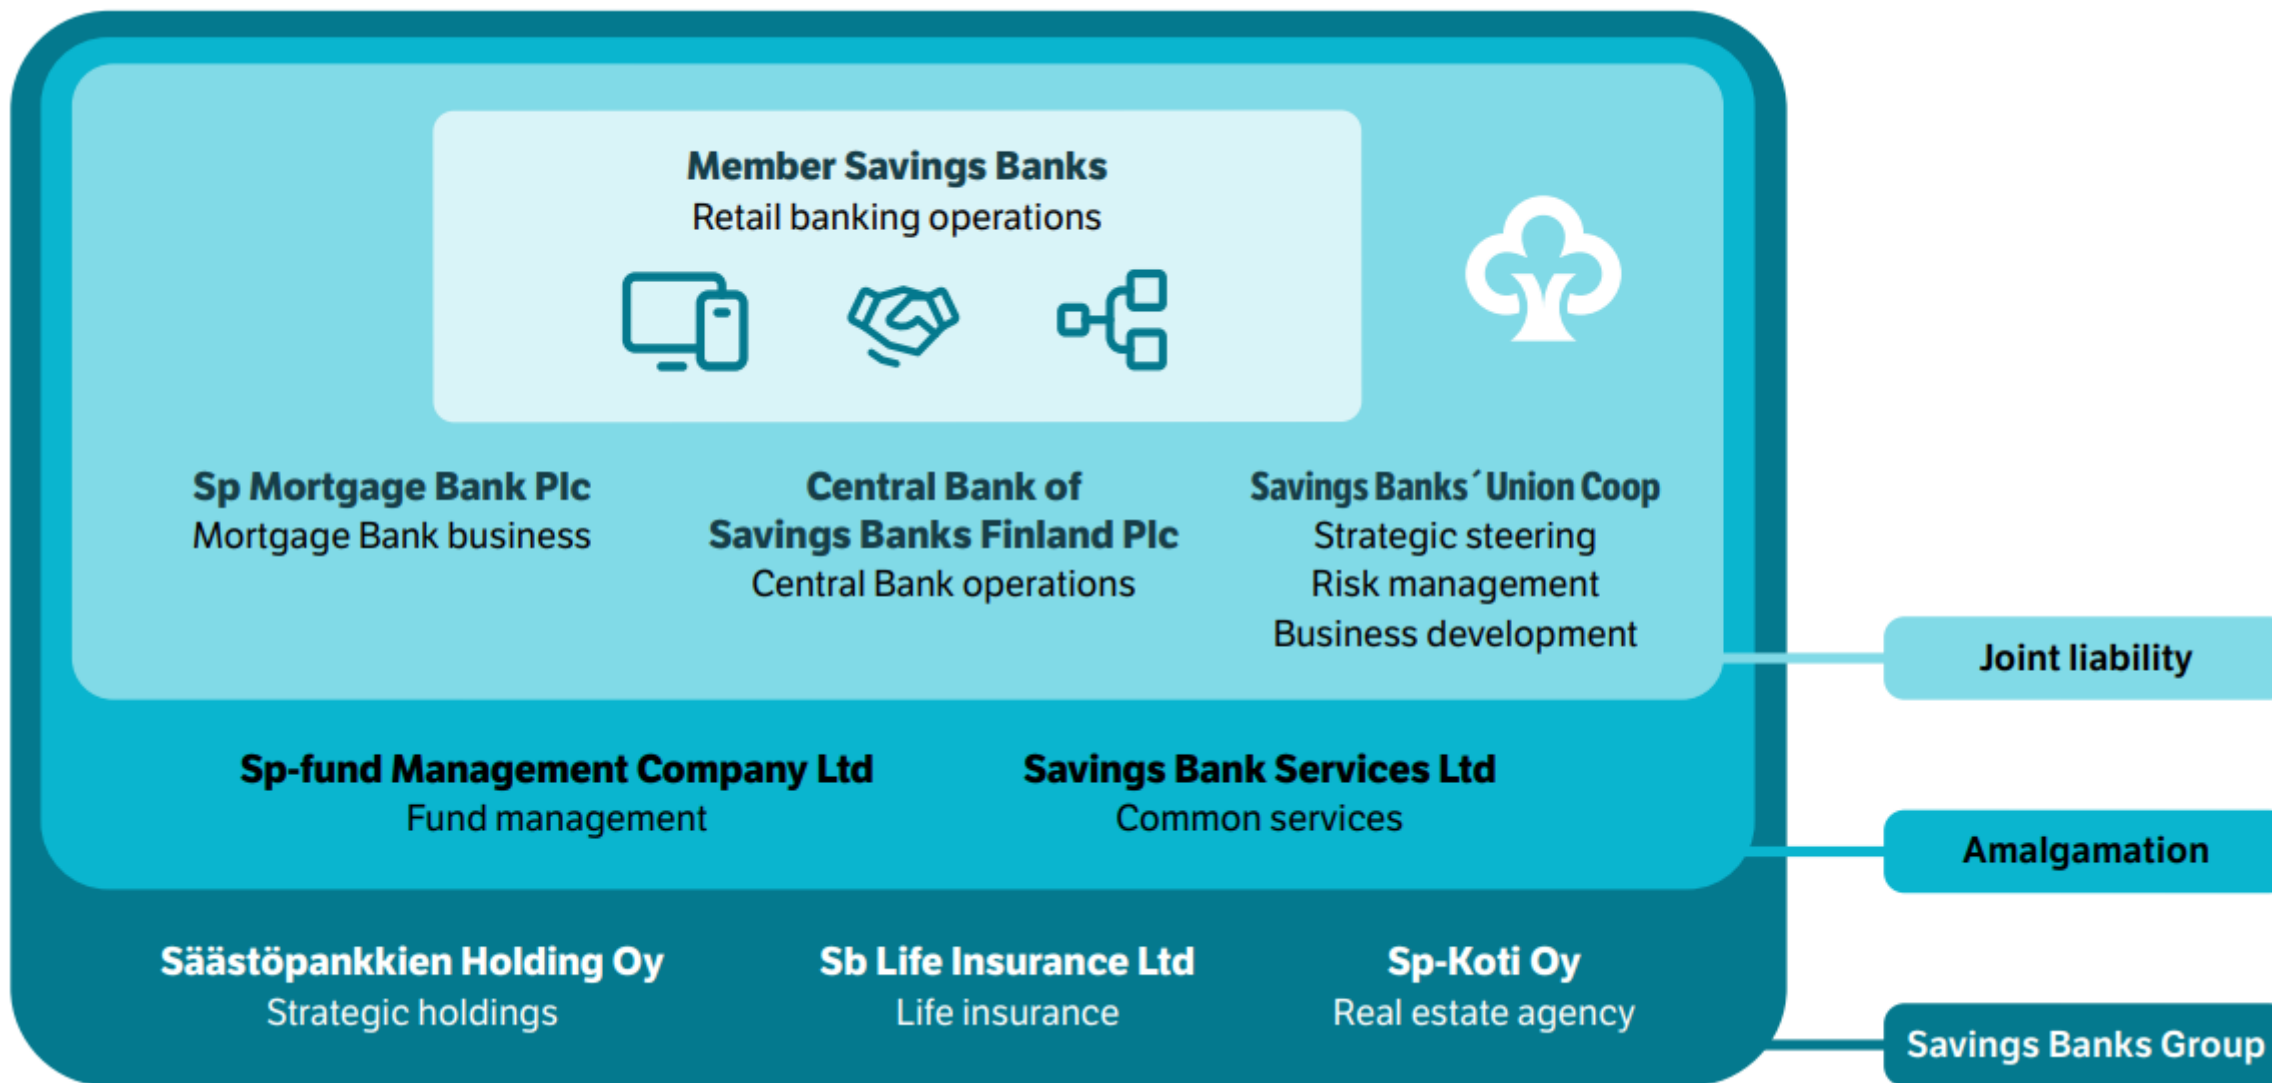 Member Savings Banks
Retail banking operations
Sp Mortgage Bank Plc
Mortgage Bank business
Central Bank of
Savings Banks Finland Plc
Central Bank operations
Savings Banks´Union Coop
Strategic steering
Risk management
Business development
Joint liability
Sp-fund Management Company Ltd
Fund management
Savings Bank Services Ltd
Common services
Amalgamation
Säästöpankkien Holding Oy
Strategic holdings
Sb Life Insurance Ltd
Life insurance
Sp-Koti Oy
Real estate agency
Savings Banks Group